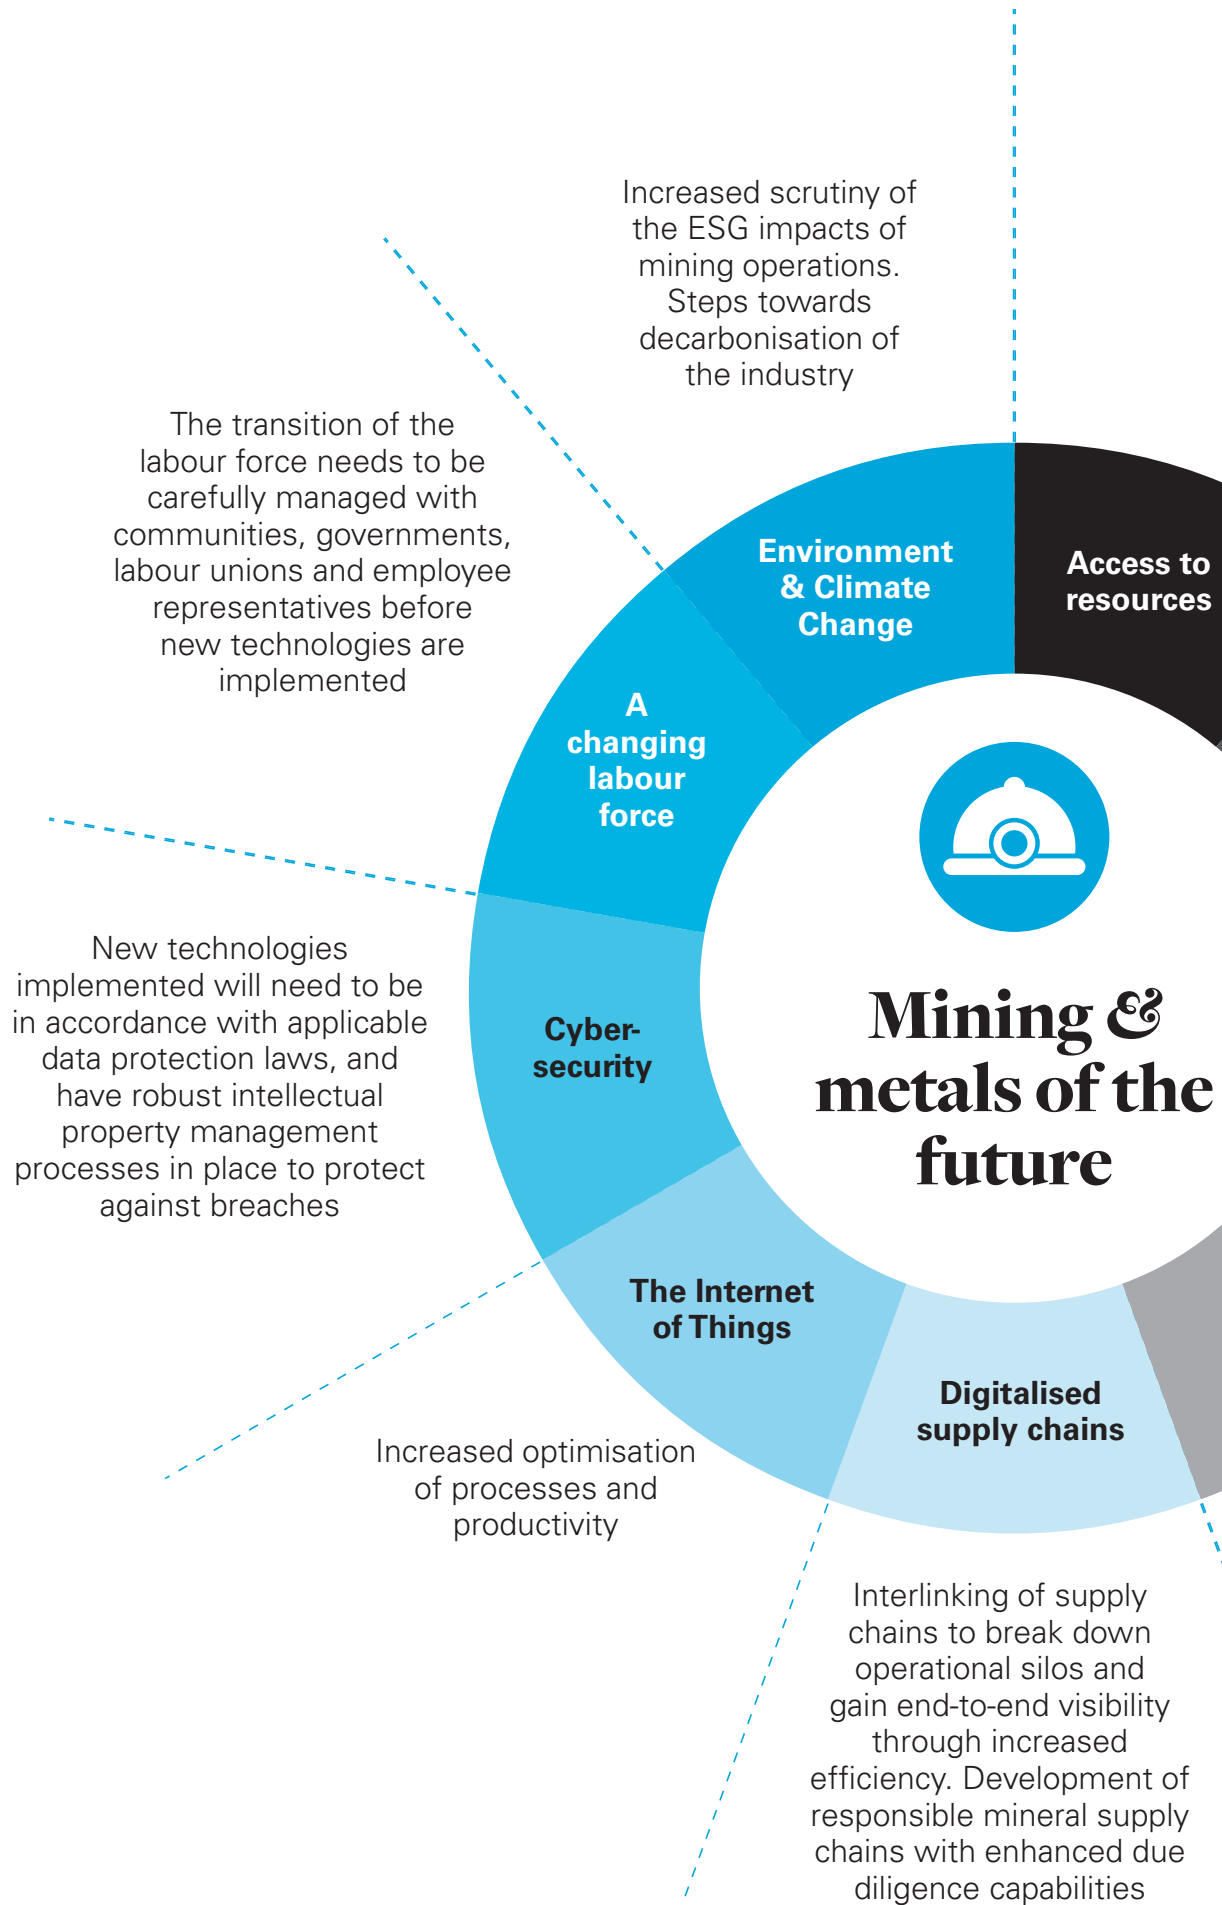 Increased scrutiny of
the ESG impacts of
mining operations.
Steps towards
decarbonisation of
the industry
The transition of the
labour force needs to be
carefully managed with
communities, governments,
labour unions and employee
representatives before
new technologies are
implemented
Environment
& Climate
Change
Access to
resources
A
changing
labour
force
New technologies
implemented will need to be
in accordance with applicable
data protection laws, and
have robust intellectual
property management
processes in place to protect
against breaches
Cyber-
security
Mining &
metals of the
future
The Internet
of Things
Digitalised
supply chains
Increased optimisation
of processes and
productivity
Interlinking of supply
chains to break down
operational silos and
gain end-to-end visibility
through increased
efficiency. Development of
responsible mineral supply
chains with enhanced due
diligence capabilities